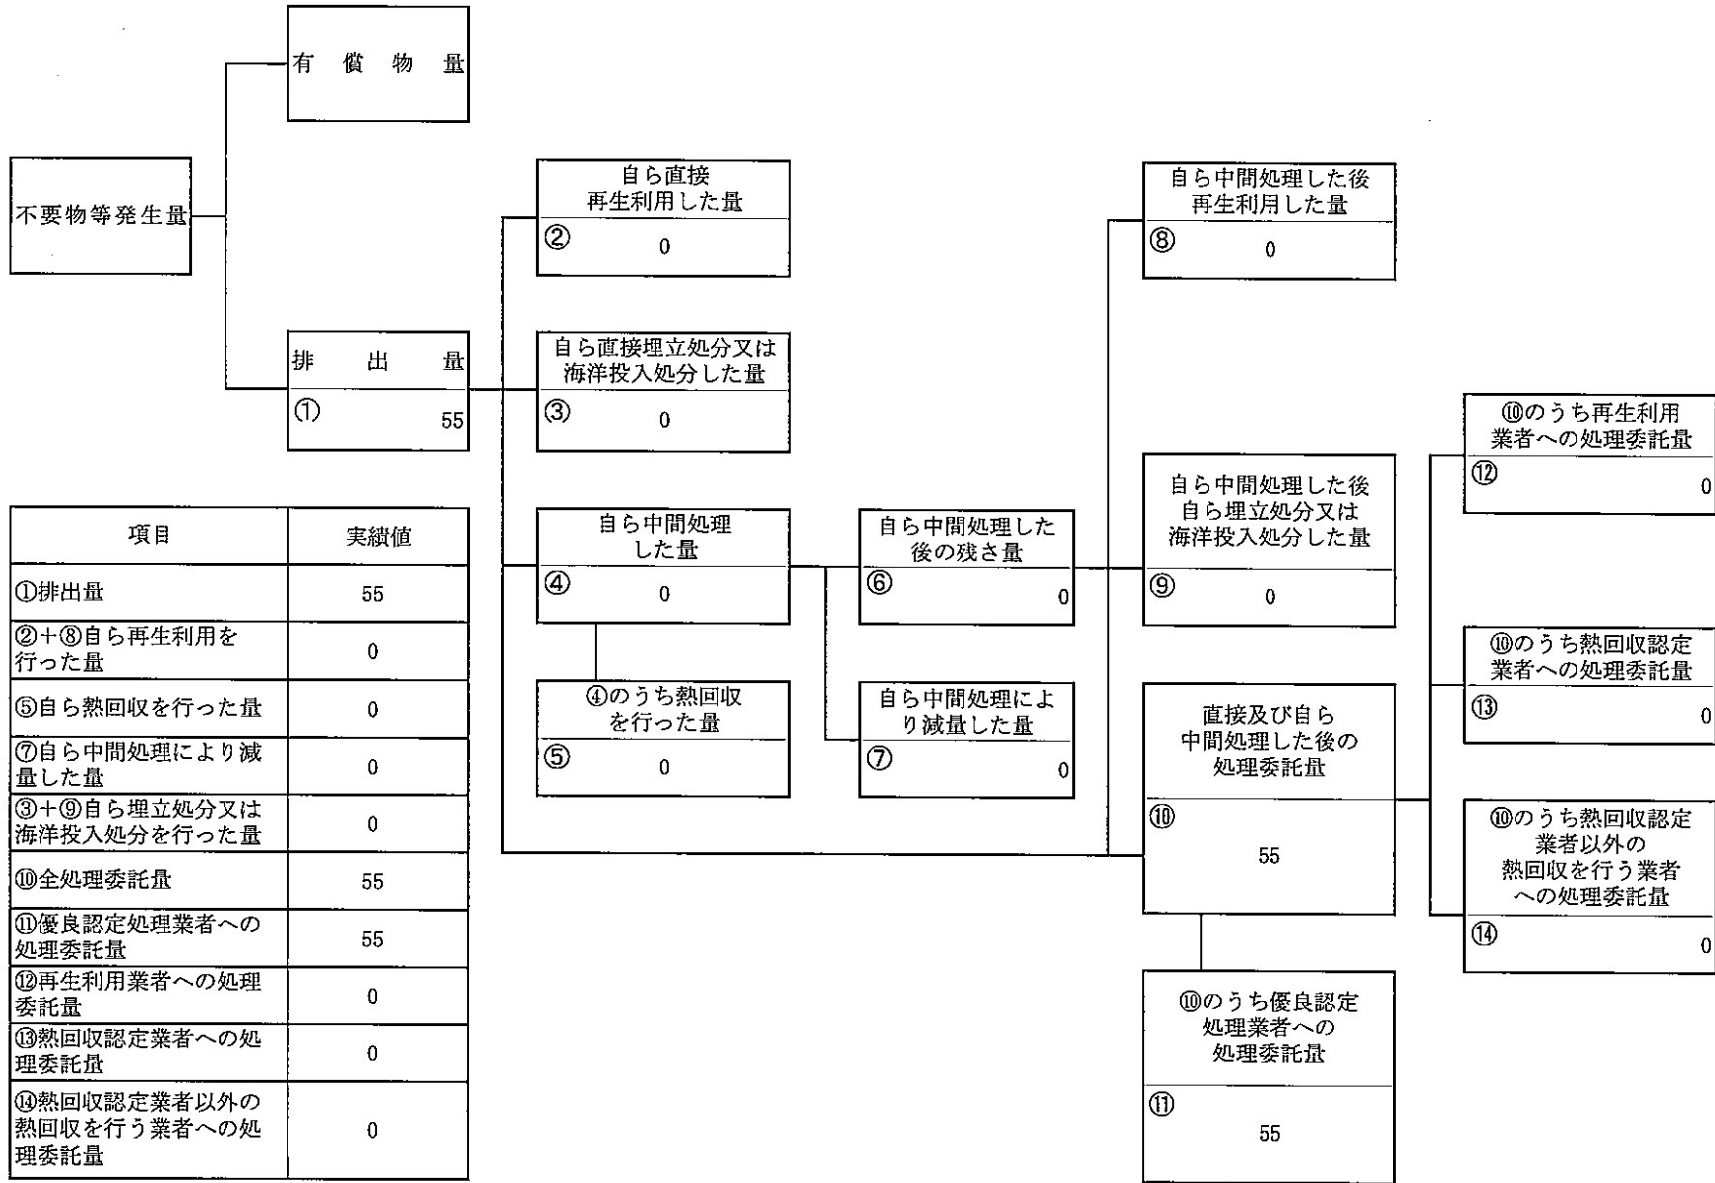 有償物量
不要物等発生量
排出量
①
55
自ら直接
再生利用した量
②
0
自ら直接埋立処分又は
海洋投入処分した量
③
0
自ら中間処理
した量
④
0
④のうち熱回収
を行った量
⑤
0
自ら中間処理した
後の残さ量
⑥
0
自ら中間処理によ
り減量した量
⑦
0
自ら中間処理した後
再生利用した量
⑧
0
自ら中間処理した後
自ら埋立処分又は
海洋投入処分した量
⑨
0
直接及び自ら
中間処理した後の
処理委託量
⑩
55
⑩のうち優良認定
処理業者への
処理委託量
⑪
55
⑩のうち再生利用
業者への処理委託量
⑫
0
⑩のうち熱回収認定
業者への処理委託量
⑬
0
⑩のうち熱回収認定
業者以外の
熱回収を行う業者
への処理委託量
⑭
0
項目 実績値
①排出量 55
②＋⑧自ら再生利用を
行った量 0
⑤自ら熱回収を行った量 0
⑦自ら中間処理により減
量した量 0
③＋⑨自ら埋立処分又は
海洋投入処分を行った量 0
⑩全処理委託量 55
⑪優良認定処理業者への
処理委託量 55
⑫再生利用業者への処理
委託量 0
⑬熱回収認定業者への処
理委託量 0
⑭熱回収認定業者以外の
熱回収を行う業者への処
理委託量 0